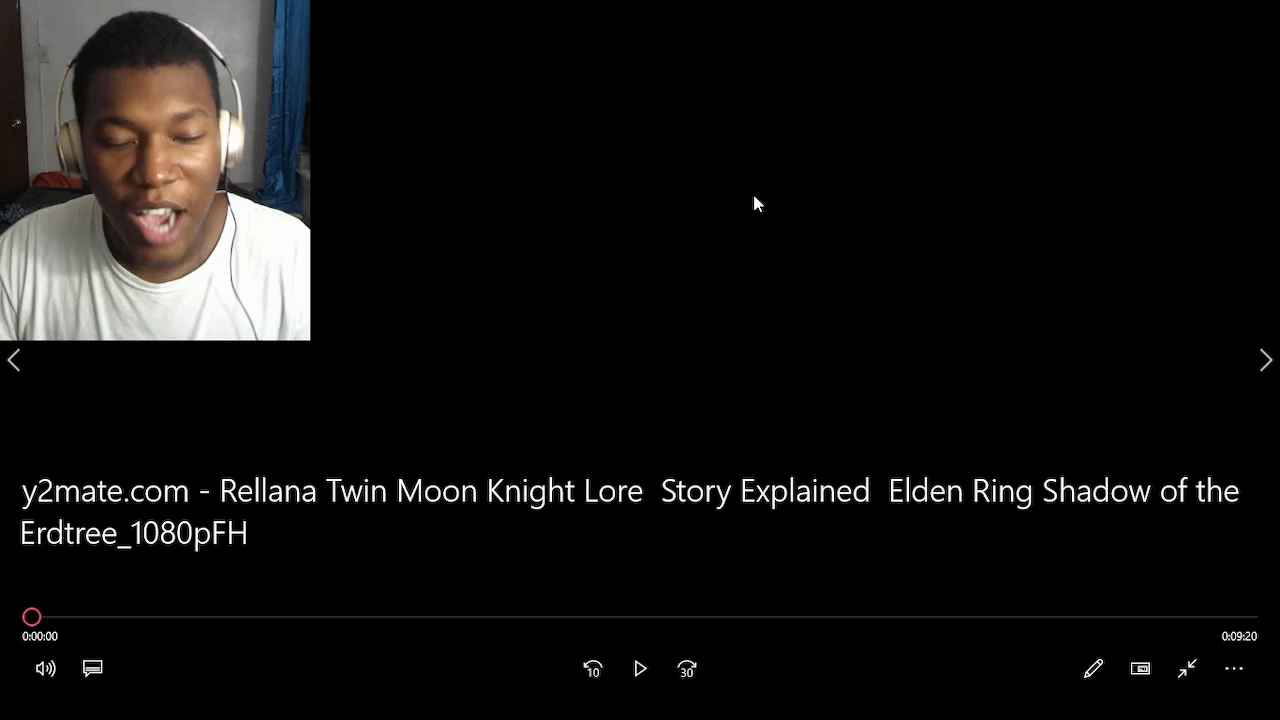 y2mate.com - Rellana Twin Moon Knight Lore  Story Explained  Elden Ring Shadow of the
Erdtree_1080pFH
0:00:00
0:09:20
10
30